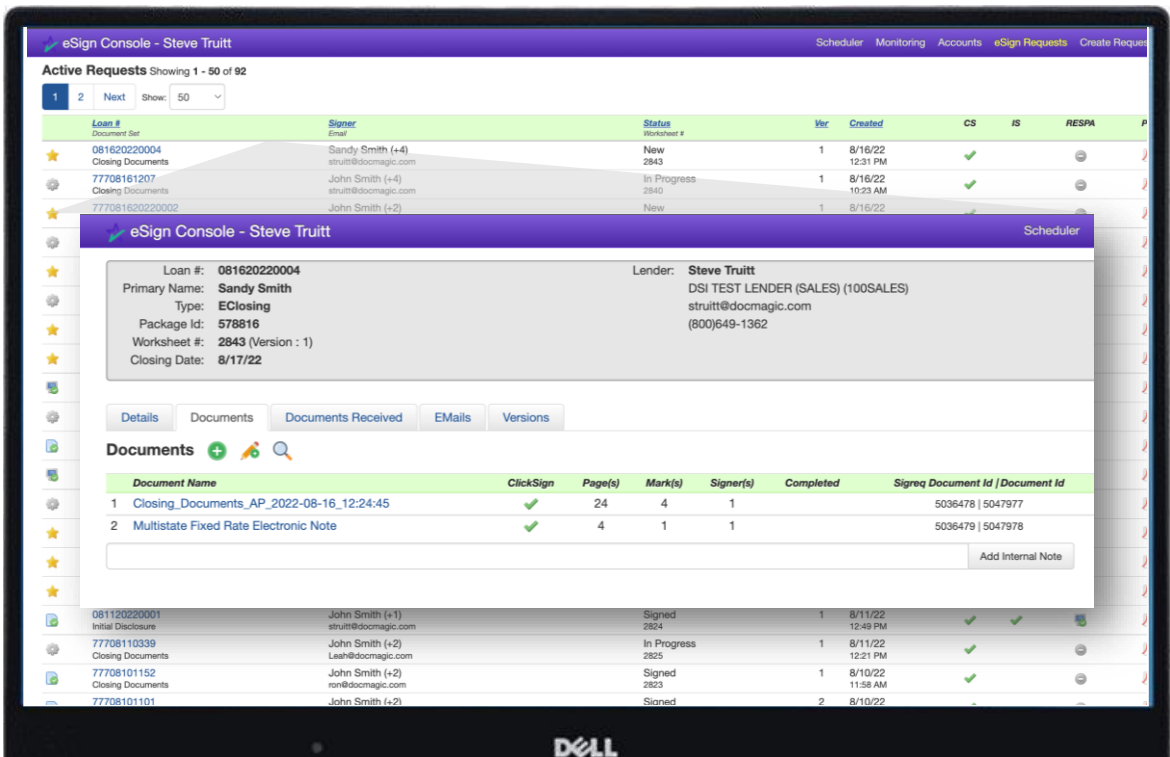 eSign Console - Steve Truitt
Scheduler Monitoring Accounts eSign Requests Create Reques
Active Requests Showing 1 - 50 of 92
1 2 Next Show: 50
Loan # Signer Status Ver Created CS IS RESPA P
Document Set Email Worksheet #
081620220004 Sandy Smith (+4) New 1 8/16/22
Closing Documents struitt@docmagic.com 2843 12:31 PM
77708161207 John Smith (+4) In Progress 1 8/16/22
Closing Documents struitt@docmagic.com 2840 10:23 AM
777081620220002 John Smith (+2) New 1 8/16/22
eSign Console - Steve Truitt
Scheduler
Loan #: 081620220004 Lender: Steve Truitt
Primary Name: Sandy Smith DSI TEST LENDER (SALES) (100SALES)
Type: EClosing struitt@docmagic.com
Package Id: 578816 (800)649-1362
Worksheet #: 2843 (Version : 1)
Closing Date: 8/17/22
Details Documents Documents Received EMails Versions
Documents
Document Name ClickSign Page(s) Mark(s) Signer(s) Completed Sigreq Document Id | Document Id
1 Closing_Documents_AP_2022-08-16_12:24:45 24 4 1 5036478 | 5047977
2 Multistate Fixed Rate Electronic Note 4 1 1 5036479 | 5047978
Add Internal Note
081120220001 John Smith (+1) Signed 1 8/11/22
Initial Disclosure struitt@docmagic.com 2824 12:49 PM
77708110339 John Smith (+2) In Progress 1 8/11/22
Closing Documents Leah@docmagic.com 2825 12:21 PM
77708101152 John Smith (+2) Signed 1 8/10/22
Closing Documents ron@docmagic.com 2823 11:58 AM
77708101101 John Smith (+2) Signed 2 8/10/22
DELL